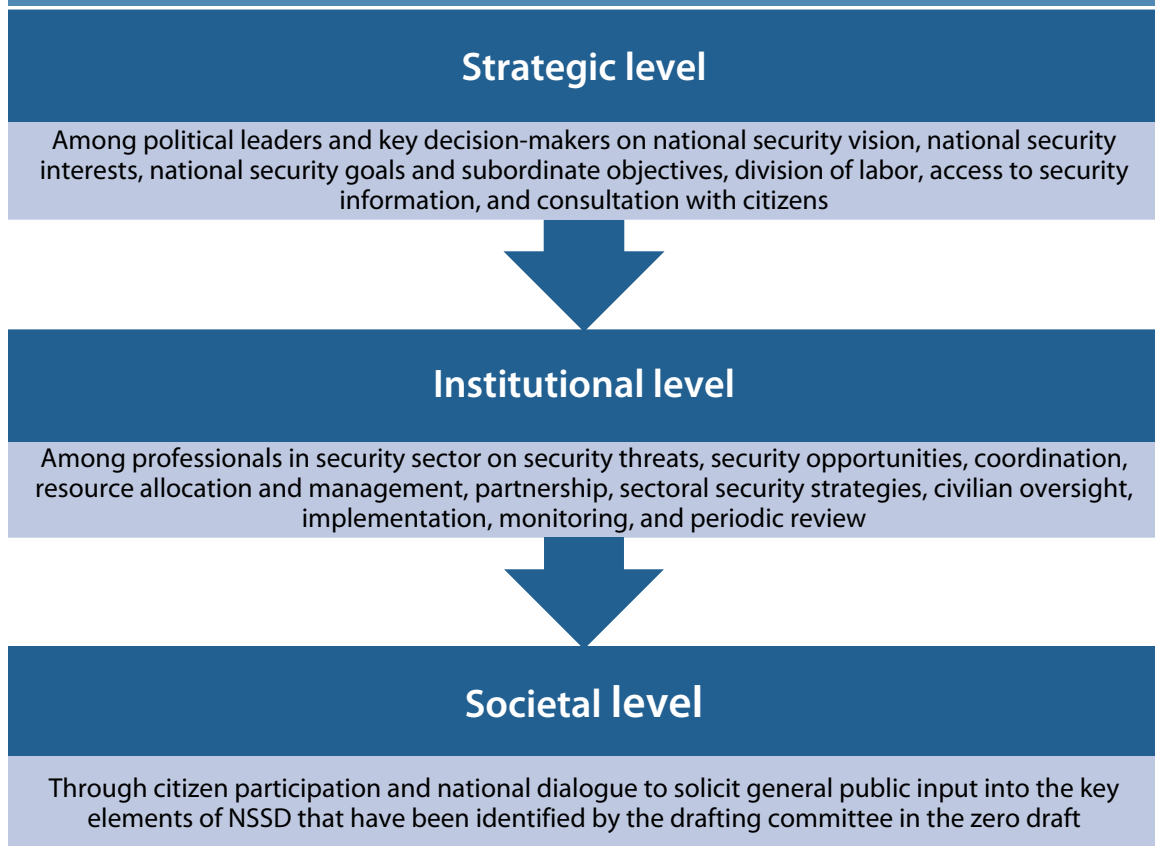 Strategic level
Among political leaders and key decision-makers on national security vision, national security
interests, national security goals and subordinate objectives, division of labor, access to security
information, and consultation with citizens
Institutional level
Among professionals in security sector on security threats, security opportunities, coordination,
resource allocation and management, partnership, sectoral security strategies, civilian oversight,
implementation, monitoring, and periodic review
Societal level
Through citizen participation and national dialogue to solicit general public input into the key
elements of NSSD that have been identified by the drafting committee in the zero draft